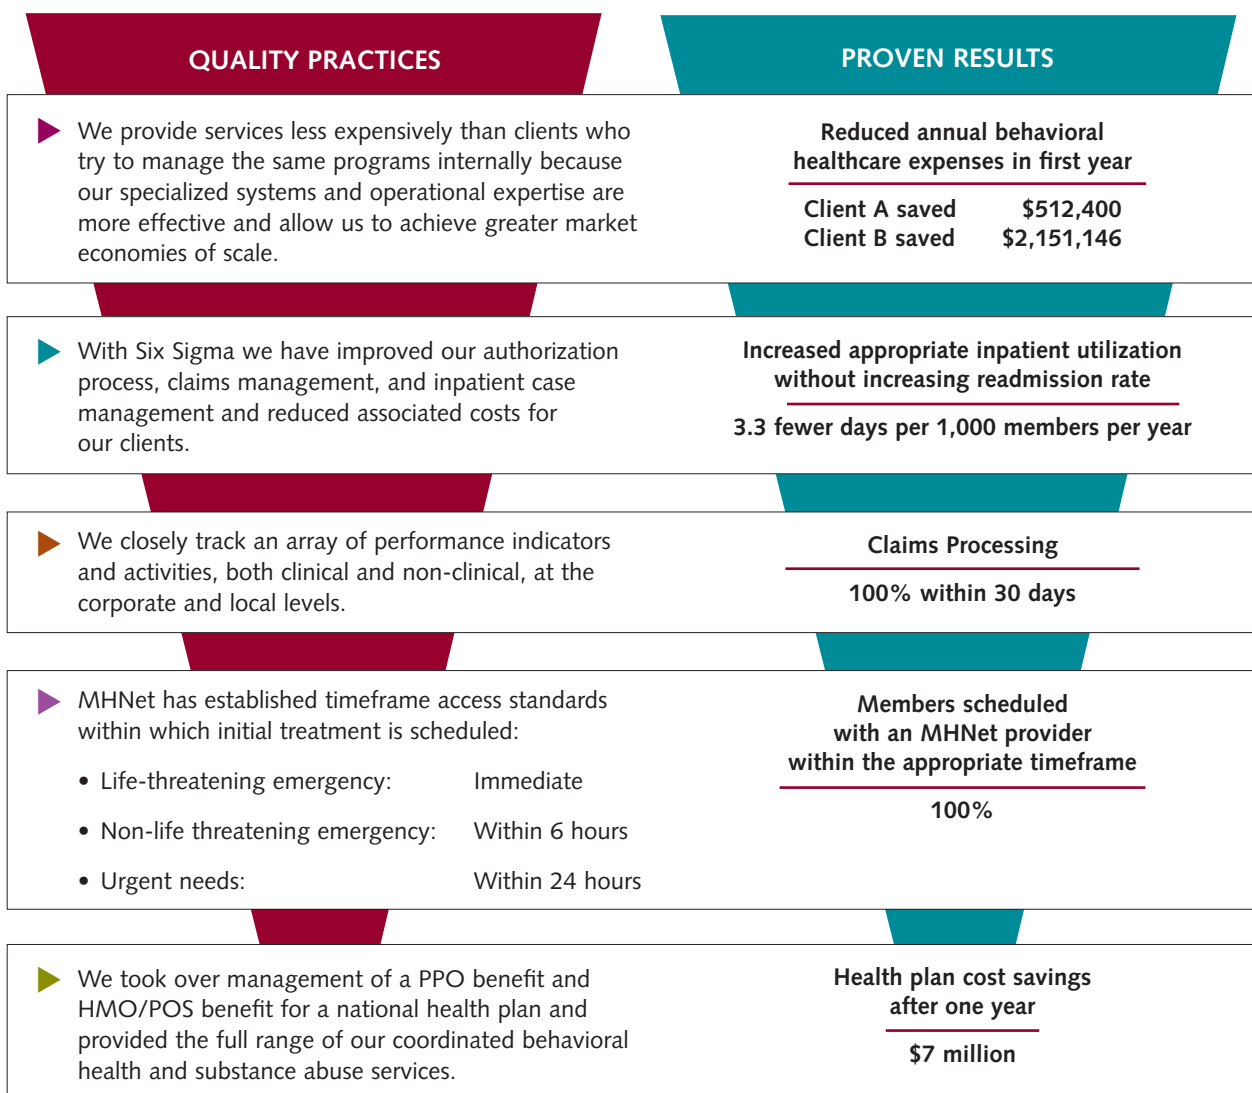 QUALITY PRACTICES
PROVEN RESULTS
We provide services less expensively than clients who
try to manage the same programs internally because
our specialized systems and operational expertise are
more effective and allow us to achieve greater market
economies of scale.
Reduced annual behavioral
healthcare expenses in first year
Client A saved $512,400
Client B saved $2,151,146
With Six Sigma we have improved our authorization
process, claims management, and inpatient case
management and reduced associated costs for
our clients.
Increased appropriate inpatient utilization
without increasing readmission rate
3.3 fewer days per 1,000 members per year
We closely track an array of performance indicators
and activities, both clinical and non-clinical, at the
corporate and local levels.
Claims Processing
100% within 30 days
MHNet has established timeframe access standards
within which initial treatment is scheduled:
• Life-threatening emergency: Immediate
• Non-life threatening emergency: Within 6 hours
• Urgent needs: Within 24 hours
Members scheduled
with an MHNet provider
within the appropriate timeframe
100%
We took over management of a PPO benefit and
HMO/POS benefit for a national health plan and
provided the full range of our coordinated behavioral
health and substance abuse services.
Health plan cost savings
after one year
$7 million